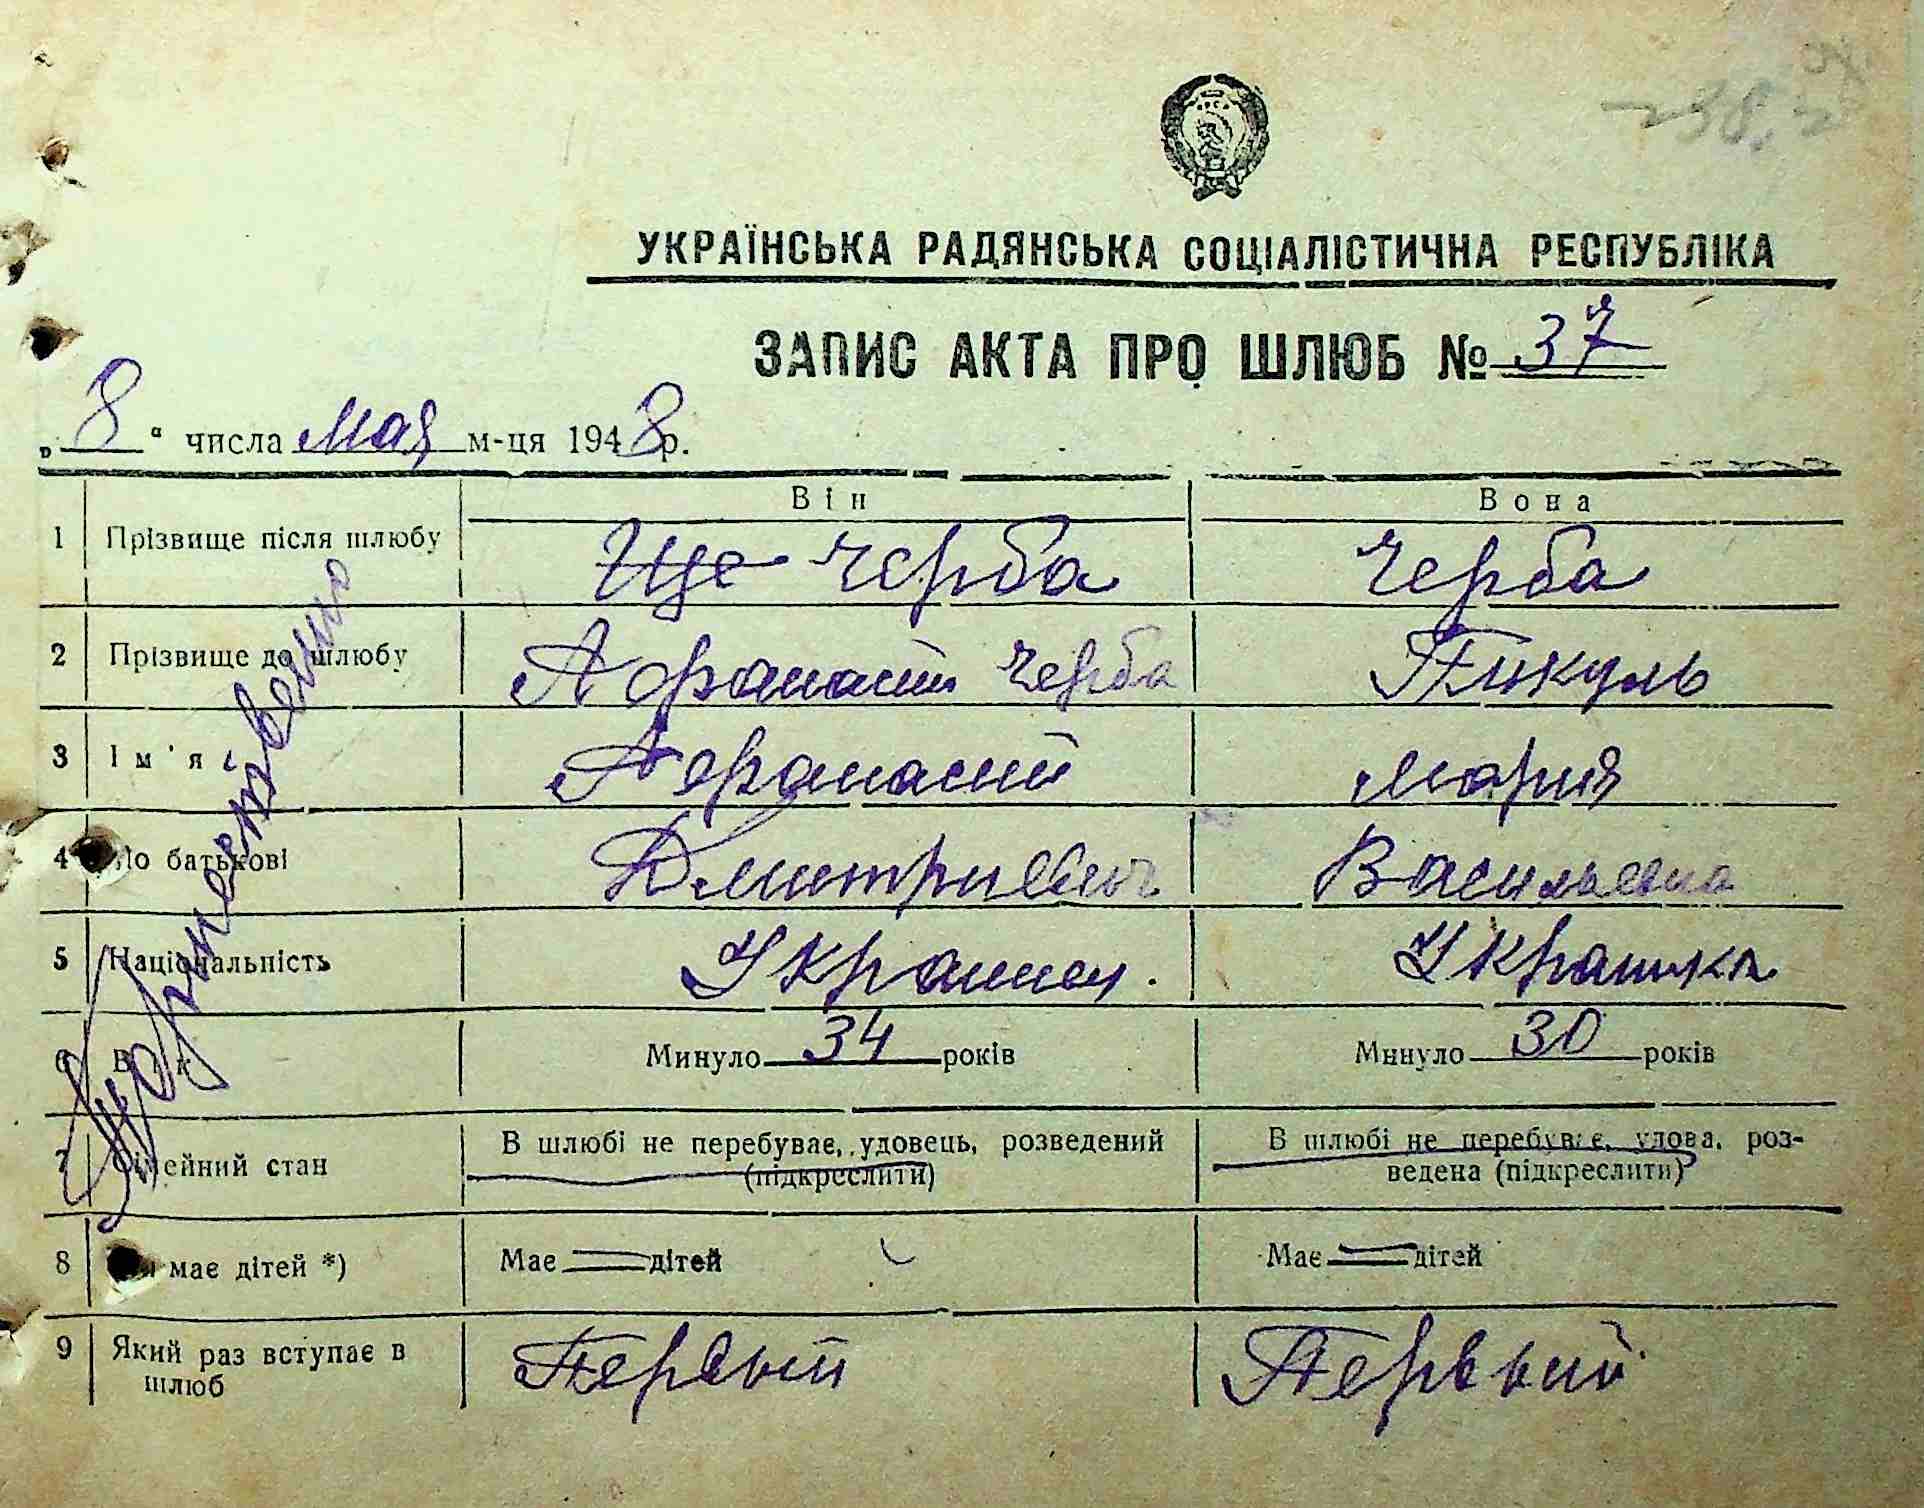 УКРАЇНСЬКА РАДЯНСЬКА СОЦІАЛІСТИЧНА РЕСПУБЛІКА
ЗАПИС АКТА ПРО ШЛЮБ № 37
„ 8 “ числа Мая м-ця 1948 р.
Він Вона
1 Прізвище після шлюбу Ще Черба Черба
2 Прізвище до шлюбу Афанасий Черба Пикуль
3 Ім'я Афанасий Мария
4 По батькові Дмитриевич Васильевна
5 Національність Украинец. Украинка
6 Вік Минуло 34 років Минуло 30 років
7 Сімейний стан В шлюбі не перебуває, удовець, розведений (підкреслити) В шлюбі не перебуває, удова, роз-
ведена (підкреслити)
8 має дітей *) Має дітей Має дітей
9 Який раз вступає в Первый Первый
шлюб